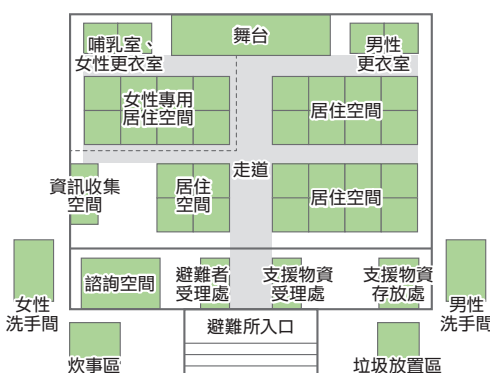 舞台
哺乳室、
女性更衣室
男性
更衣室
女性專用
居住空間
居住空間
走道
資訊收集
空間
居住
空間
居住空間
諮詢空間
避難者
受理處
支援物資
受理處
支援物資
存放處
女性
洗手間
男性
洗手間
避難所入口
炊事區
垃圾放置區